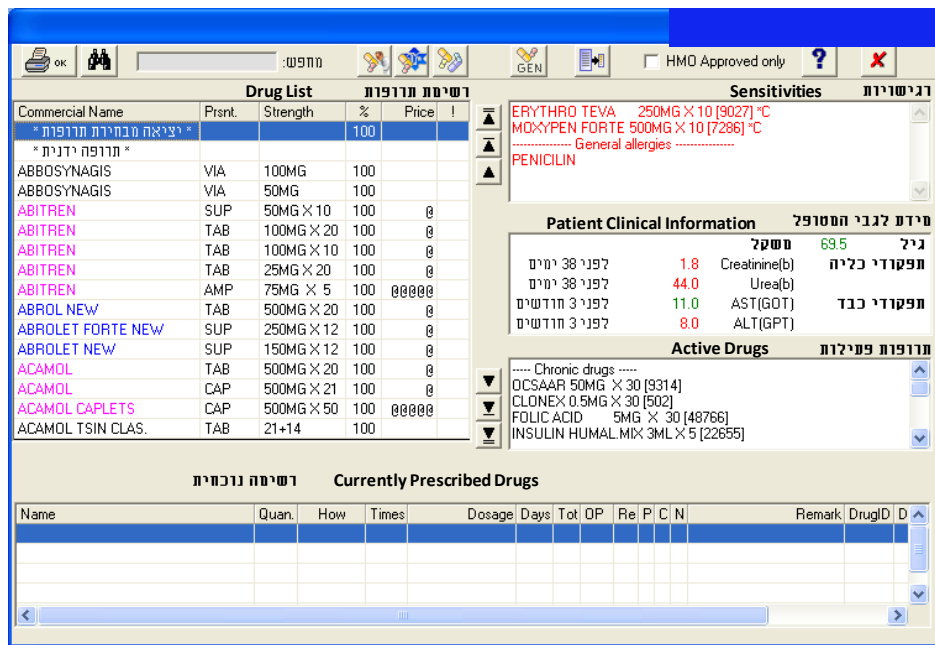 OK מחפש: GEN HMO Approved only ?
Drug List רשימת תרופות
Commercial Name Prsnt. Strength % Price !
* יציאה מבחירת תרופות * 100
* תרופה ידנית *
ABBOSYNAGIS VIA 100MG 100
ABBOSYNAGIS VIA 50MG 100
ABITREN SUP 50MG X 10 100 @
ABITREN TAB 100MG X 20 100 @
ABITREN TAB 100MG X 10 100 @
ABITREN TAB 25MG X 20 100 @
ABITREN AMP 75MG X 5 100 @@@@@
ABROL NEW TAB 500MG X 20 100 @
ABROLET FORTE NEW SUP 250MG X 12 100 @
ABROLET NEW SUP 150MG X 12 100 @
ACAMOL TAB 500MG X 20 100 @
ACAMOL CAP 500MG X 21 100 @
ACAMOL CAPLETS CAP 500MG X 50 100 @@@@@
ACAMOL TSIN CLAS. TAB 21+14 100
Sensitivities רגישויות
ERYTHRO TEVA 250MG X 10 [9027] *C
MOXYPEN FORTE 500MG X 10 [7286] *C
---------------- General allergies ----------------
PENICILIN
Patient Clinical Information מידע לגבי המטופל
גיל 69.5 משקל
תפקודי כליה Creatinine(b) 1.8 לפני 38 ימים
Urea(b) 44.0 לפני 38 ימים
תפקודי כבד AST(GOT) 11.0 לפני 3 חודשים
ALT(GPT) 8.0 לפני 3 חודשים
Active Drugs תרופות פעילות
----- Chronic drugs -----
OCSAAR 50MG X 30 [9314]
CLONEX 0.5MG X 30 [502]
FOLIC ACID 5MG X 30 [48766]
INSULIN HUMAL.MIX 3ML X 5 [22655]
רשימה נוכחית Currently Prescribed Drugs
Name Quan. How Times Dosage Days Tot OP Re P C N Remark DrugID D